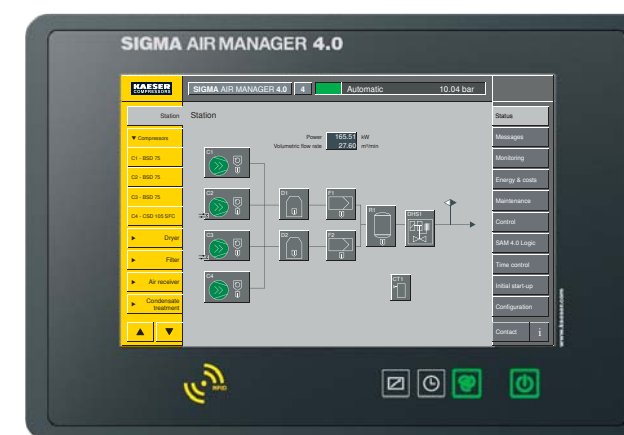 SIGMA AIR MANAGER 4.0
KAESER
COMPRESSORS
SIGMA AIR MANAGER 4.0 4 Automatic 10.04 bar
Station
▼ Compressors
C1 - BSD 75
C2 - BSD 75
C3 - BSD 75
C4 - CSD 105 SFC
► Dryer
► Filter
► Air receiver
► Condensate
treatment
▲ ▼
Station
Power 165.51 kW
Volumetric flow rate 27.60 m³/min
C1
C2 D1 F1
R1
DHS1
C3 D2 F2
C4
CT1
Status
Messages
Monitoring
Energy & costs
Maintenance
Control
SAM 4.0 Logic
Time control
Initial start-up
Configuration
Contact i
www.kaeser.com
RFID